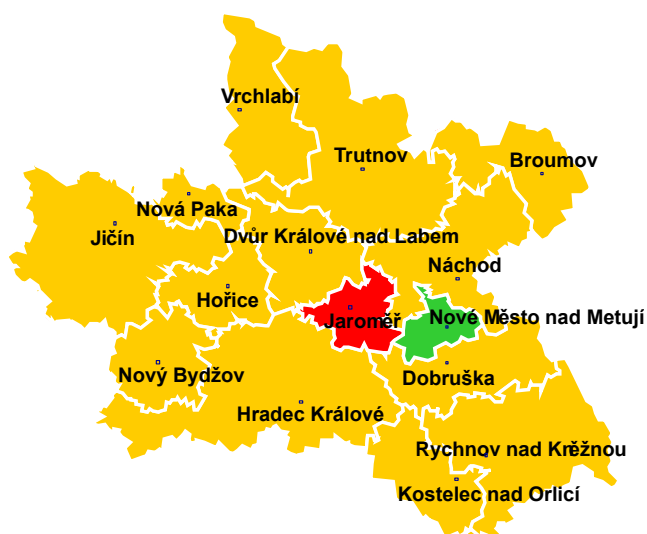 Vrchlabí
Trutnov
Broumov
Nová Paka
Jičín
Dvůr Králové nad Labem
Náchod
Hořice
Jaroměř
Nové Město nad Metují
Nový Bydžov
Dobruška
Hradec Králové
Rychnov nad Kněžnou
Kostelec nad Orlicí